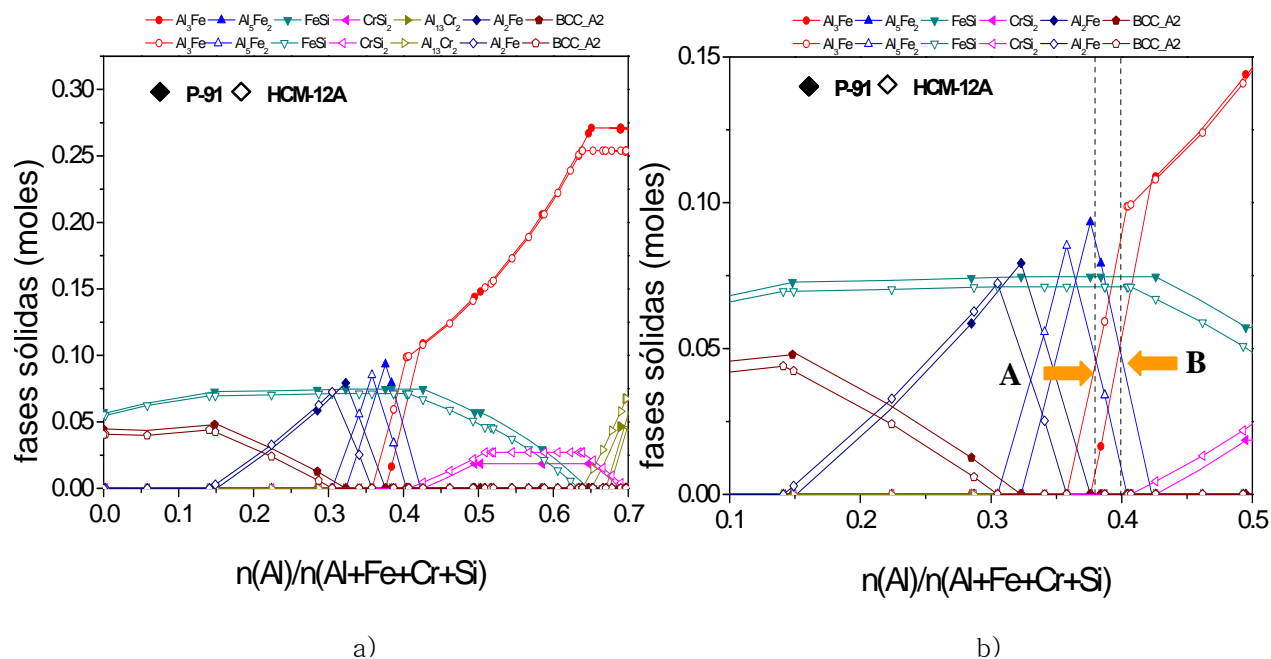 Al₃Fe Al₅Fe₂ FeSi CrSi₂ Al₁₃Cr₂ Al₂Fe BCC_A2
Al₃Fe Al₅Fe₂ FeSi CrSi₂ Al₁₃Cr₂ Al₂Fe BCC_A2
P-91 HCM-12A
0.30
0.25
0.20
0.15
0.10
0.05
0.00
fases sólidas (moles)
0.0 0.1 0.2 0.3 0.4 0.5 0.6 0.7
n(Al)/n(Al+Fe+Cr+Si)
a)
Al₃Fe Al₅Fe₂ FeSi CrSi₂ Al₁₃Cr₂ Al₂Fe BCC_A2
Al₃Fe Al₅Fe₂ FeSi CrSi₂ Al₁₃Cr₂ Al₂Fe BCC_A2
P-91 HCM-12A
0.15
0.10
0.05
0.00
fases sólidas (moles)
A
B
0.1 0.2 0.3 0.4 0.5
n(Al)/n(Al+Fe+Cr+Si)
b)